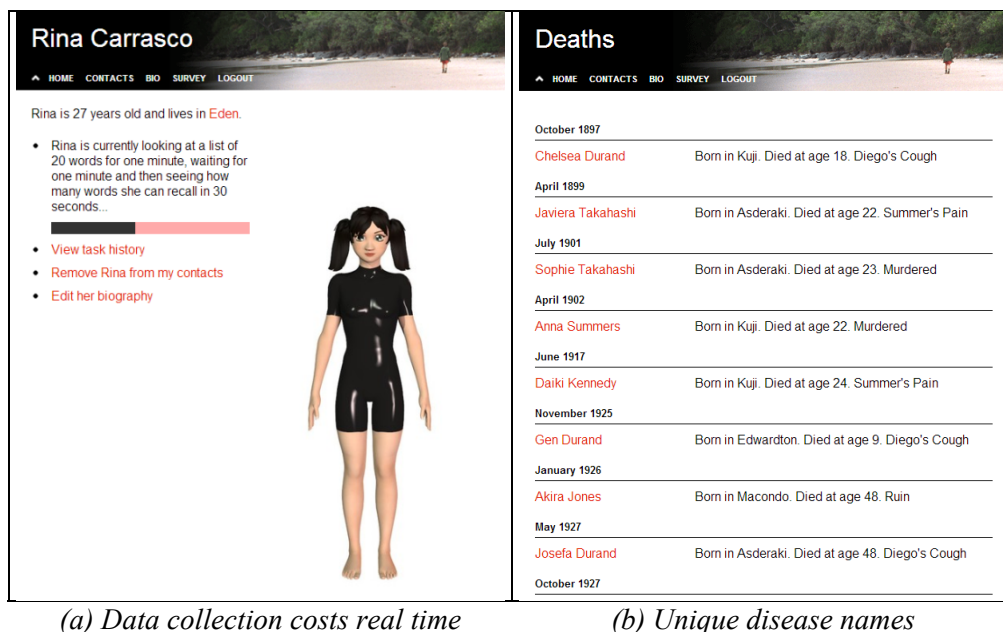 Rina Carrasco
HOME CONTACTS BIO SURVEY LOGOUT
Rina is 27 years old and lives in Eden.
• Rina is currently looking at a list of
20 words for one minute, waiting for
one minute and then seeing how
many words she can recall in 30
seconds...
• View task history
• Remove Rina from my contacts
• Edit her biography
(a) Data collection costs real time
Deaths
HOME CONTACTS BIO SURVEY LOGOUT
October 1897
Chelsea Durand Born in Kuji. Died at age 18. Diego's Cough
April 1899
Javiera Takahashi Born in Asderaki. Died at age 22. Summer's Pain
July 1901
Sophie Takahashi Born in Asderaki. Died at age 23. Murdered
April 1902
Anna Summers Born in Kuji. Died at age 22. Murdered
June 1917
Daiki Kennedy Born in Kuji. Died at age 24. Summer's Pain
November 1925
Gen Durand Born in Edwardton. Died at age 9. Diego's Cough
January 1926
Akira Jones Born in Macondo. Died at age 48. Ruin
May 1927
Josefa Durand Born in Asderaki. Died at age 48. Diego's Cough
October 1927
(b) Unique disease names